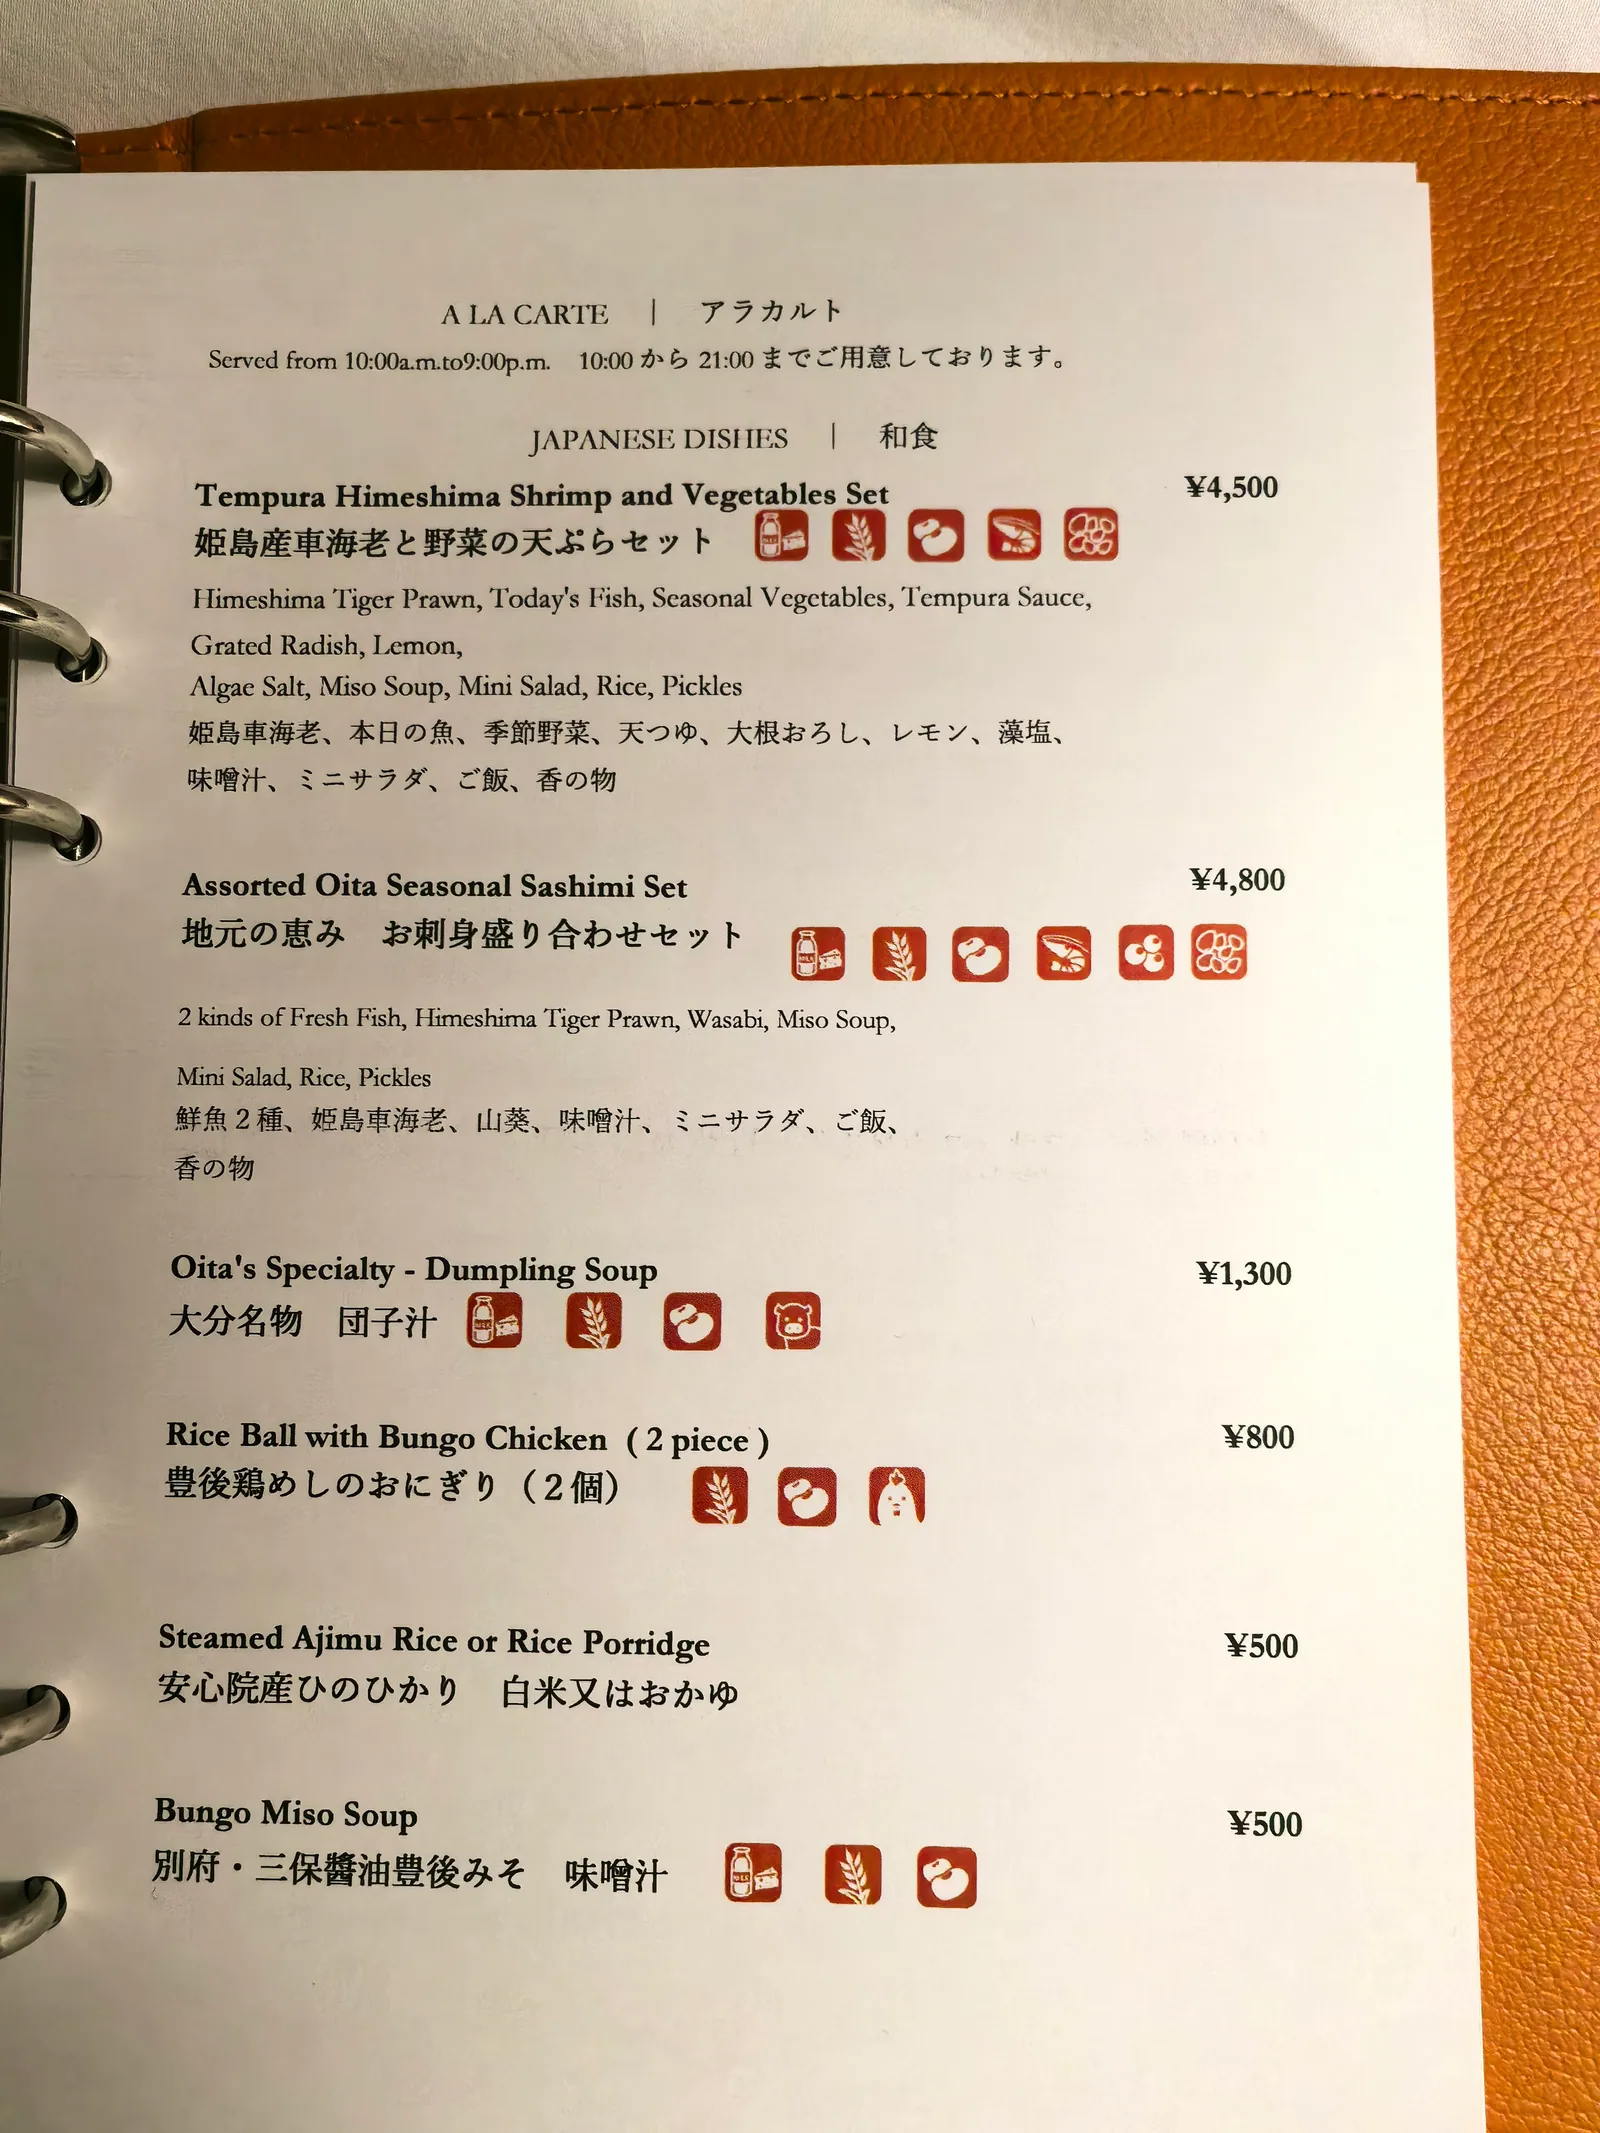 A LA CARTE | アラカルト
Served from 10:00a.m.to9:00p.m. 10:00 から 21:00 までご用意しております。
JAPANESE DISHES | 和食
Tempura Himeshima Shrimp and Vegetables Set ¥4,500
姫島産車海老と野菜の天ぷらセット
Himeshima Tiger Prawn, Today's Fish, Seasonal Vegetables, Tempura Sauce,
Grated Radish, Lemon,
Algae Salt, Miso Soup, Mini Salad, Rice, Pickles
姫島車海老、本日の魚、季節野菜、天つゆ、大根おろし、レモン、藻塩、
味噌汁、ミニサラダ、ご飯、香の物
Assorted Oita Seasonal Sashimi Set ¥4,800
地元の恵み お刺身盛り合わせセット
2 kinds of Fresh Fish, Himeshima Tiger Prawn, Wasabi, Miso Soup,
Mini Salad, Rice, Pickles
鮮魚2種、姫島車海老、山葵、味噌汁、ミニサラダ、ご飯、
香の物
Oita's Specialty - Dumpling Soup ¥1,300
大分名物 団子汁
Rice Ball with Bungo Chicken ( 2 piece ) ¥800
豊後鶏めしのおにぎり（2個）
Steamed Ajimu Rice or Rice Porridge ¥500
安心院産ひのひかり 白米又はおかゆ
Bungo Miso Soup ¥500
別府・三保醬油豊後みそ 味噌汁